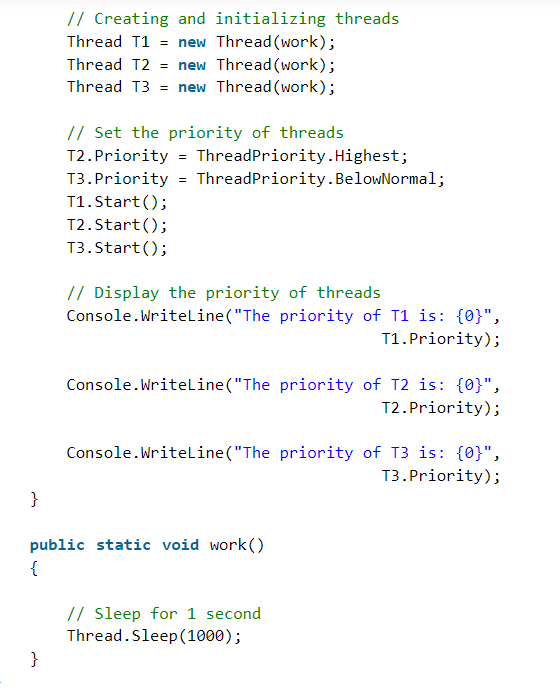 // Creating and initializing threads
Thread T1 = new Thread(work);
Thread T2 = new Thread(work);
Thread T3 = new Thread(work);
// Set the priority of threads
T2.Priority = ThreadPriority.Highest;
T3.Priority = ThreadPriority.BelowNormal;
T1.Start();
T2.Start();
T3.Start();
// Display the priority of threads
Console.WriteLine("The priority of T1 is: {0}",
T1.Priority);
Console.WriteLine("The priority of T2 is: {0}",
T2.Priority);
Console.WriteLine("The priority of T3 is: {0}",
T3.Priority);
}
public static void work()
{
// Sleep for 1 second
Thread.Sleep(1000);
}